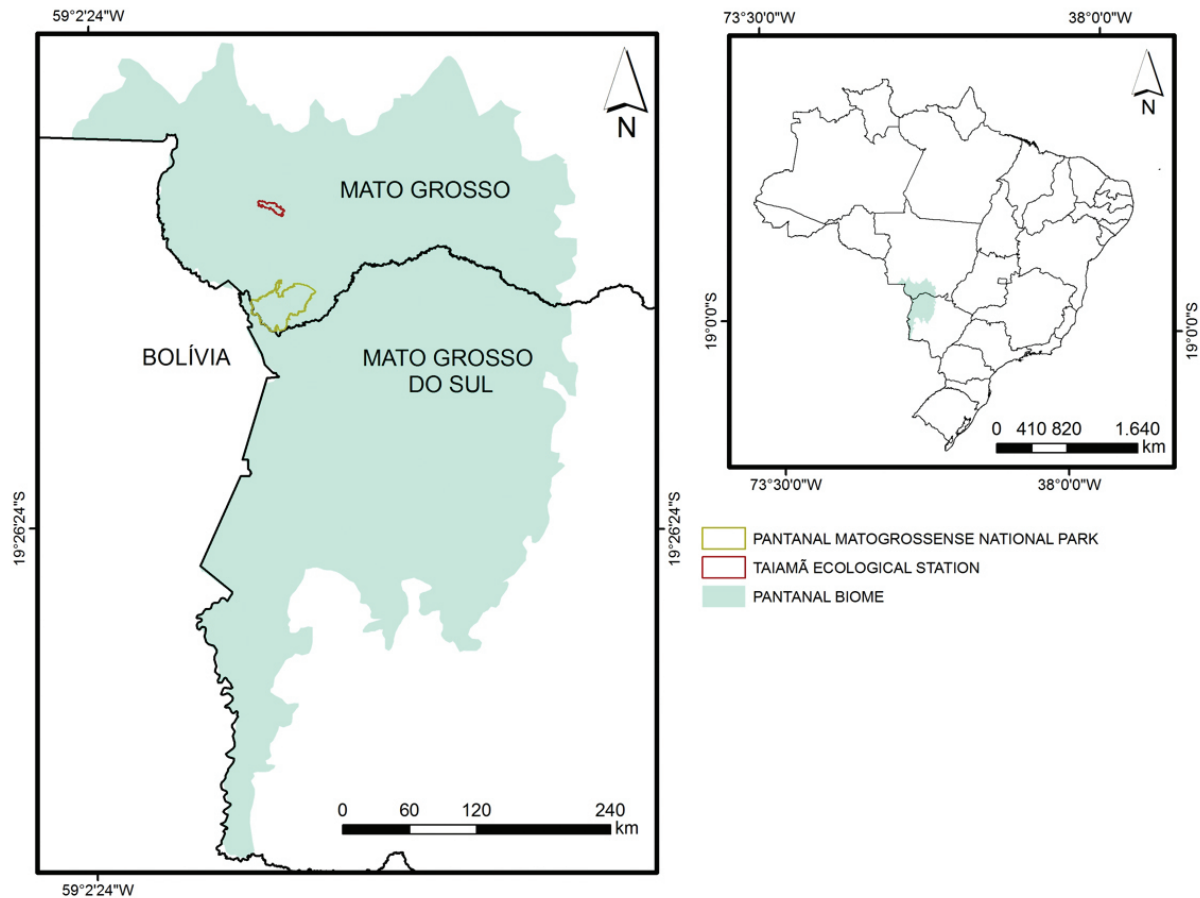 59°2'24"W
N
MATO GROSSO
BOLÍVIA
MATO GROSSO
DO SUL
19°26'24"S
19°26'24"S
0 60 120 240
km
59°2'24"W
73°30'0"W
38°0'0"W
N
19°0'0"S
19°0'0"S
0 410 820 1.640
km
73°30'0"W
38°0'0"W
PANTANAL MATOGROSSENSE NATIONAL PARK
TAIAMÃ ECOLOGICAL STATION
PANTANAL BIOME